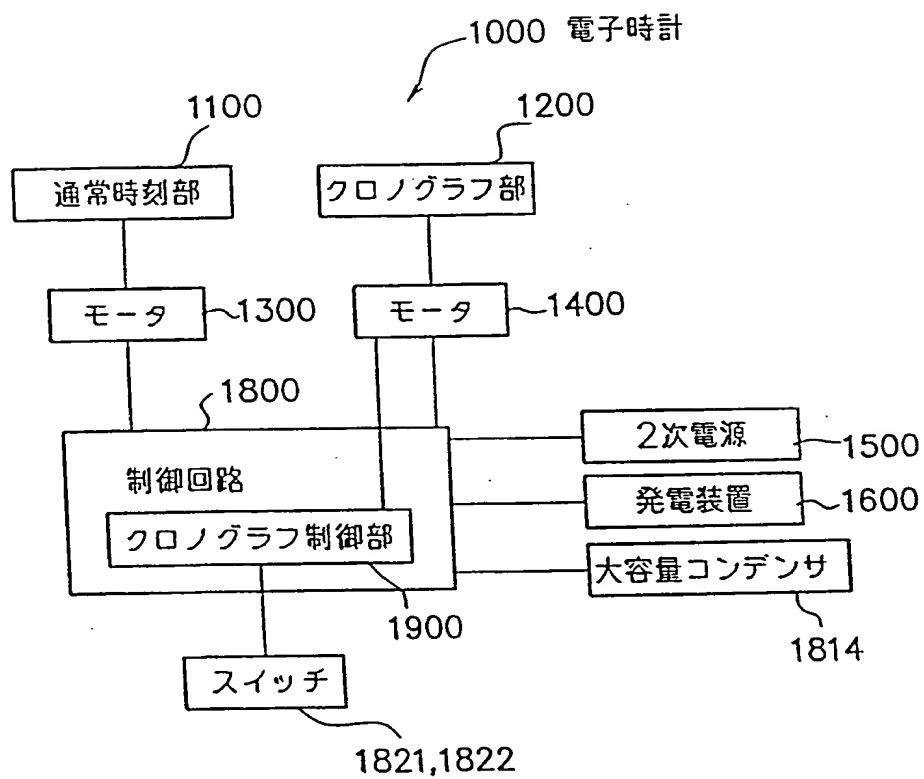 1000 電子時計
1100
1200
通常時刻部
クロノグラフ部
モータ
1300
モータ
1400
1800
制御回路
クロノグラフ制御部
1900
2次電源
1500
発電装置
1600
大容量コンデンサ
1814
スイッチ
1821,1822